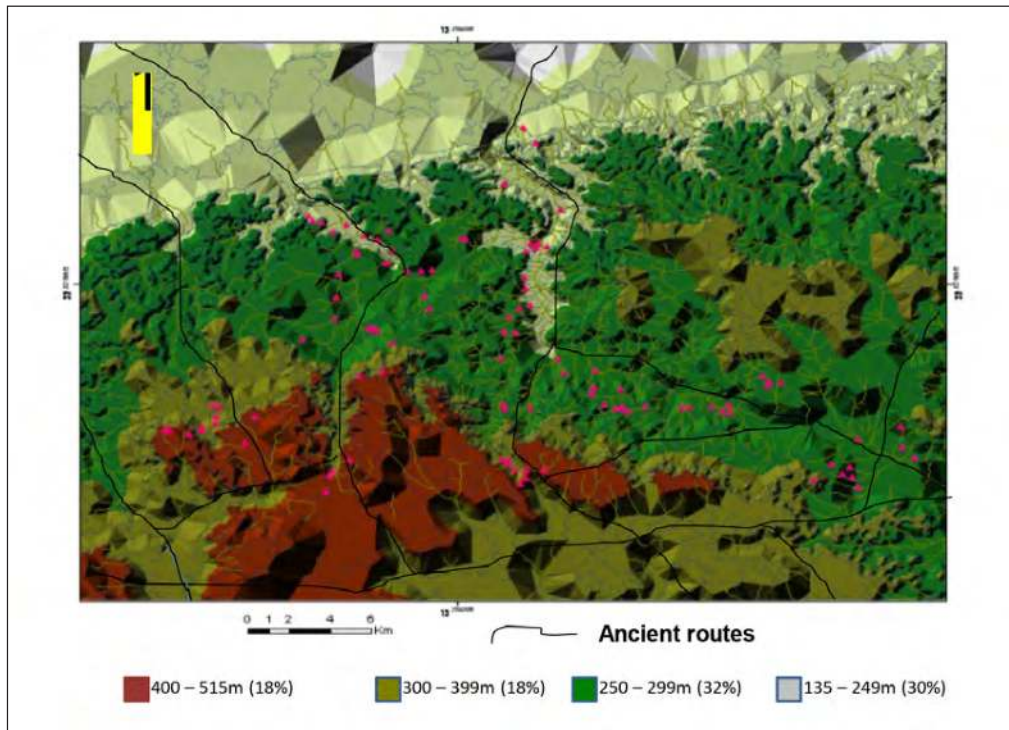 0 1 2 4 6
Km
Ancient routes
400 – 515m (18%) 300 – 399m (18%) 250 – 299m (32%) 135 – 249m (30%)